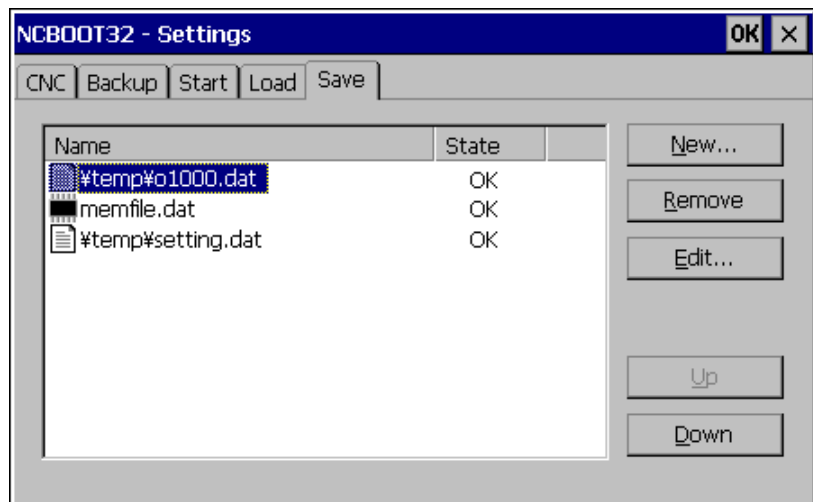 NCBOOT32 - Settings OK ×
CNC Backup Start Load Save
Name State
¥temp¥o1000.dat OK
memfile.dat OK
¥temp¥setting.dat OK
New...
Remove
Edit...
Up
Down